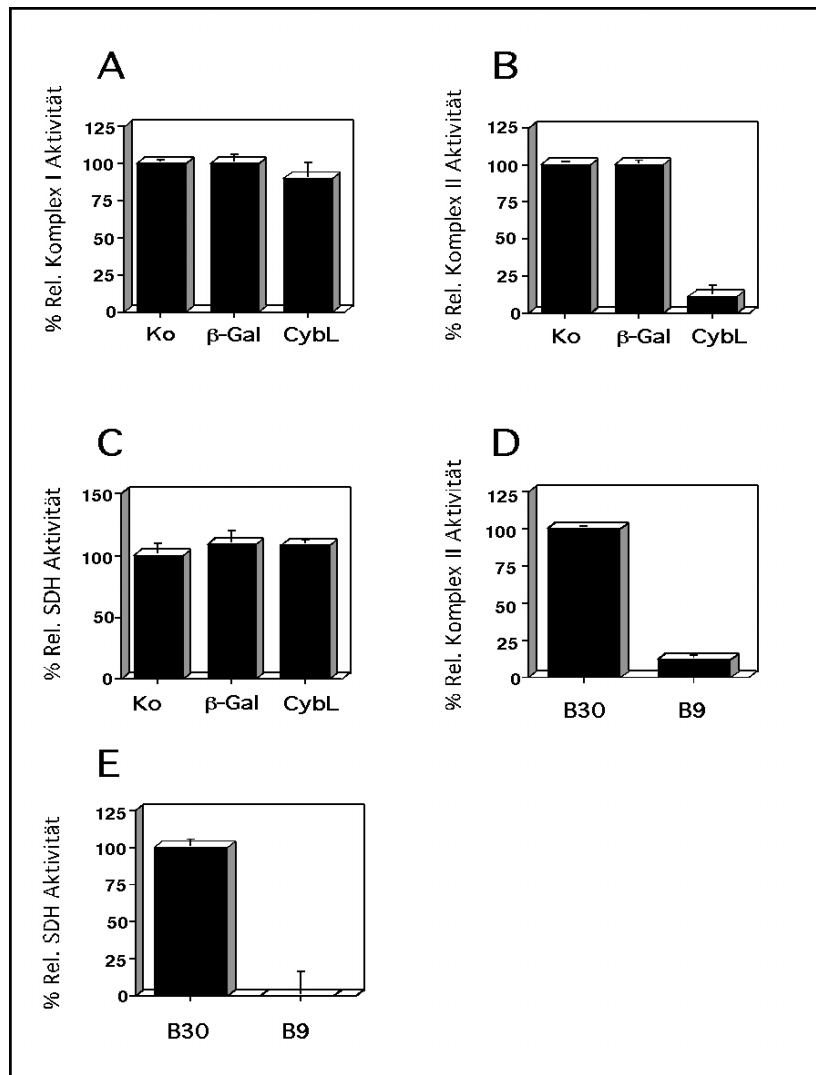 A
% Rel. Komplex I Aktivität
125
100
75
50
25
0
Ko β-Gal CybL
B
% Rel. Komplex II Aktivität
125
100
75
50
25
0
Ko β-Gal CybL
C
% Rel. SDH Aktivität
150
100
50
0
Ko β-Gal CybL
D
% Rel. Komplex II Aktivität
125
100
75
50
25
0
B30 B9
E
% Rel. SDH Aktivität
125
100
75
50
25
0
B30 B9